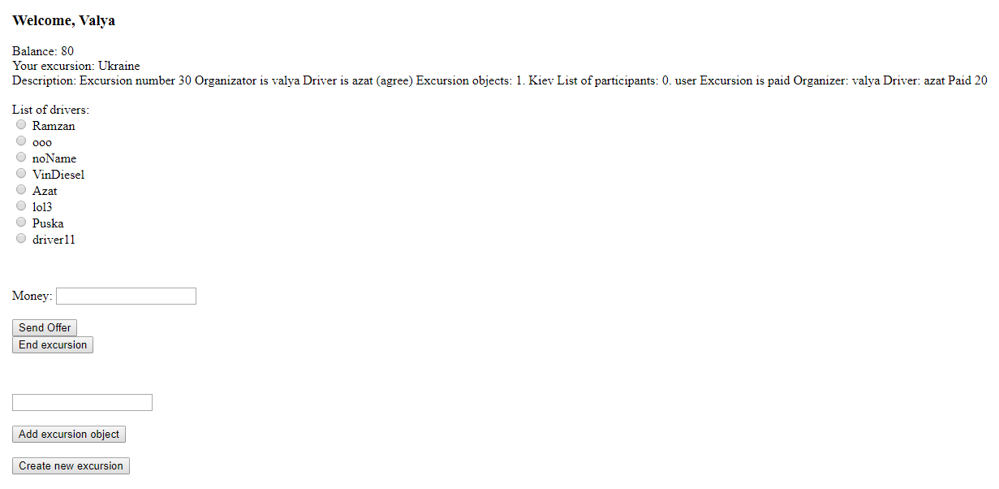 Welcome, Valya
Balance: 80
Your excursion: Ukraine
Description: Excursion number 30 Organizator is valya Driver is azat (agree) Excursion objects: 1. Kiev List of participants: 0. user Excursion is paid Organizer: valya Driver: azat Paid 20
List of drivers:
Ramzan
ooo
noName
VinDiesel
Azat
lol3
Puska
driver11
Money:
Send Offer
End excursion
Add excursion object
Create new excursion